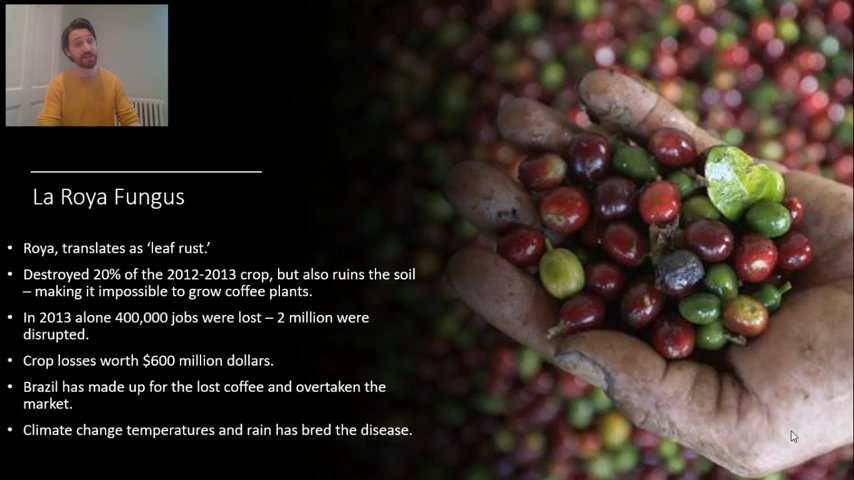 La Roya Fungus
• Roya, translates as ‘leaf rust.’
• Destroyed 20% of the 2012-2013 crop, but also ruins the soil
– making it impossible to grow coffee plants.
• In 2013 alone 400,000 jobs were lost – 2 million were
disrupted.
• Crop losses worth $600 million dollars.
• Brazil has made up for the lost coffee and overtaken the
market.
• Climate change temperatures and rain has bred the disease.